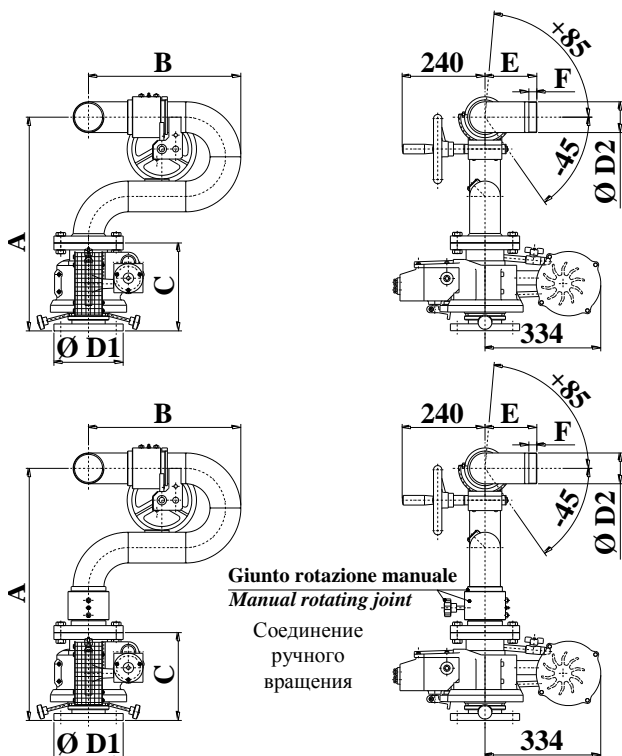 B
A
C
Ø D1
+85
240
E
F
-45
Ø D2
334
B
A
C
Ø D1
+85
240
E
F
-45
Ø D2
Giunto rotazione manuale
Manual rotating joint
Соединение
ручного
вращения
334